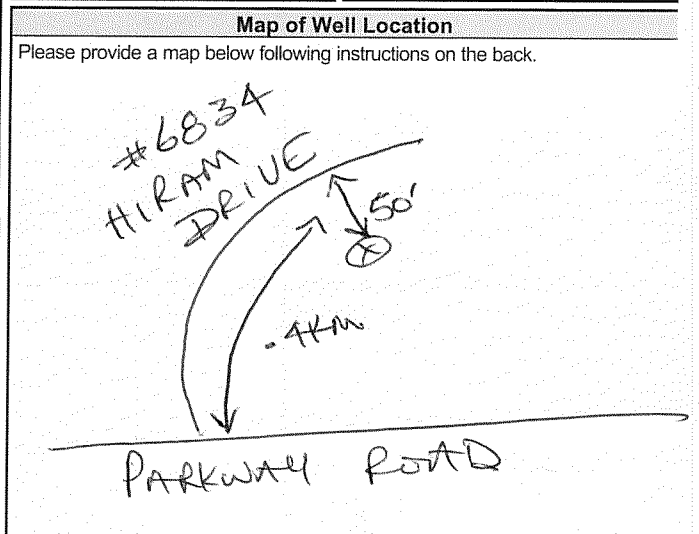 Map of Well Location
Please provide a map below following instructions on the back.
#6834
HIRAM
DRIVE
50'
X
.4km
PARKWAY ROAD